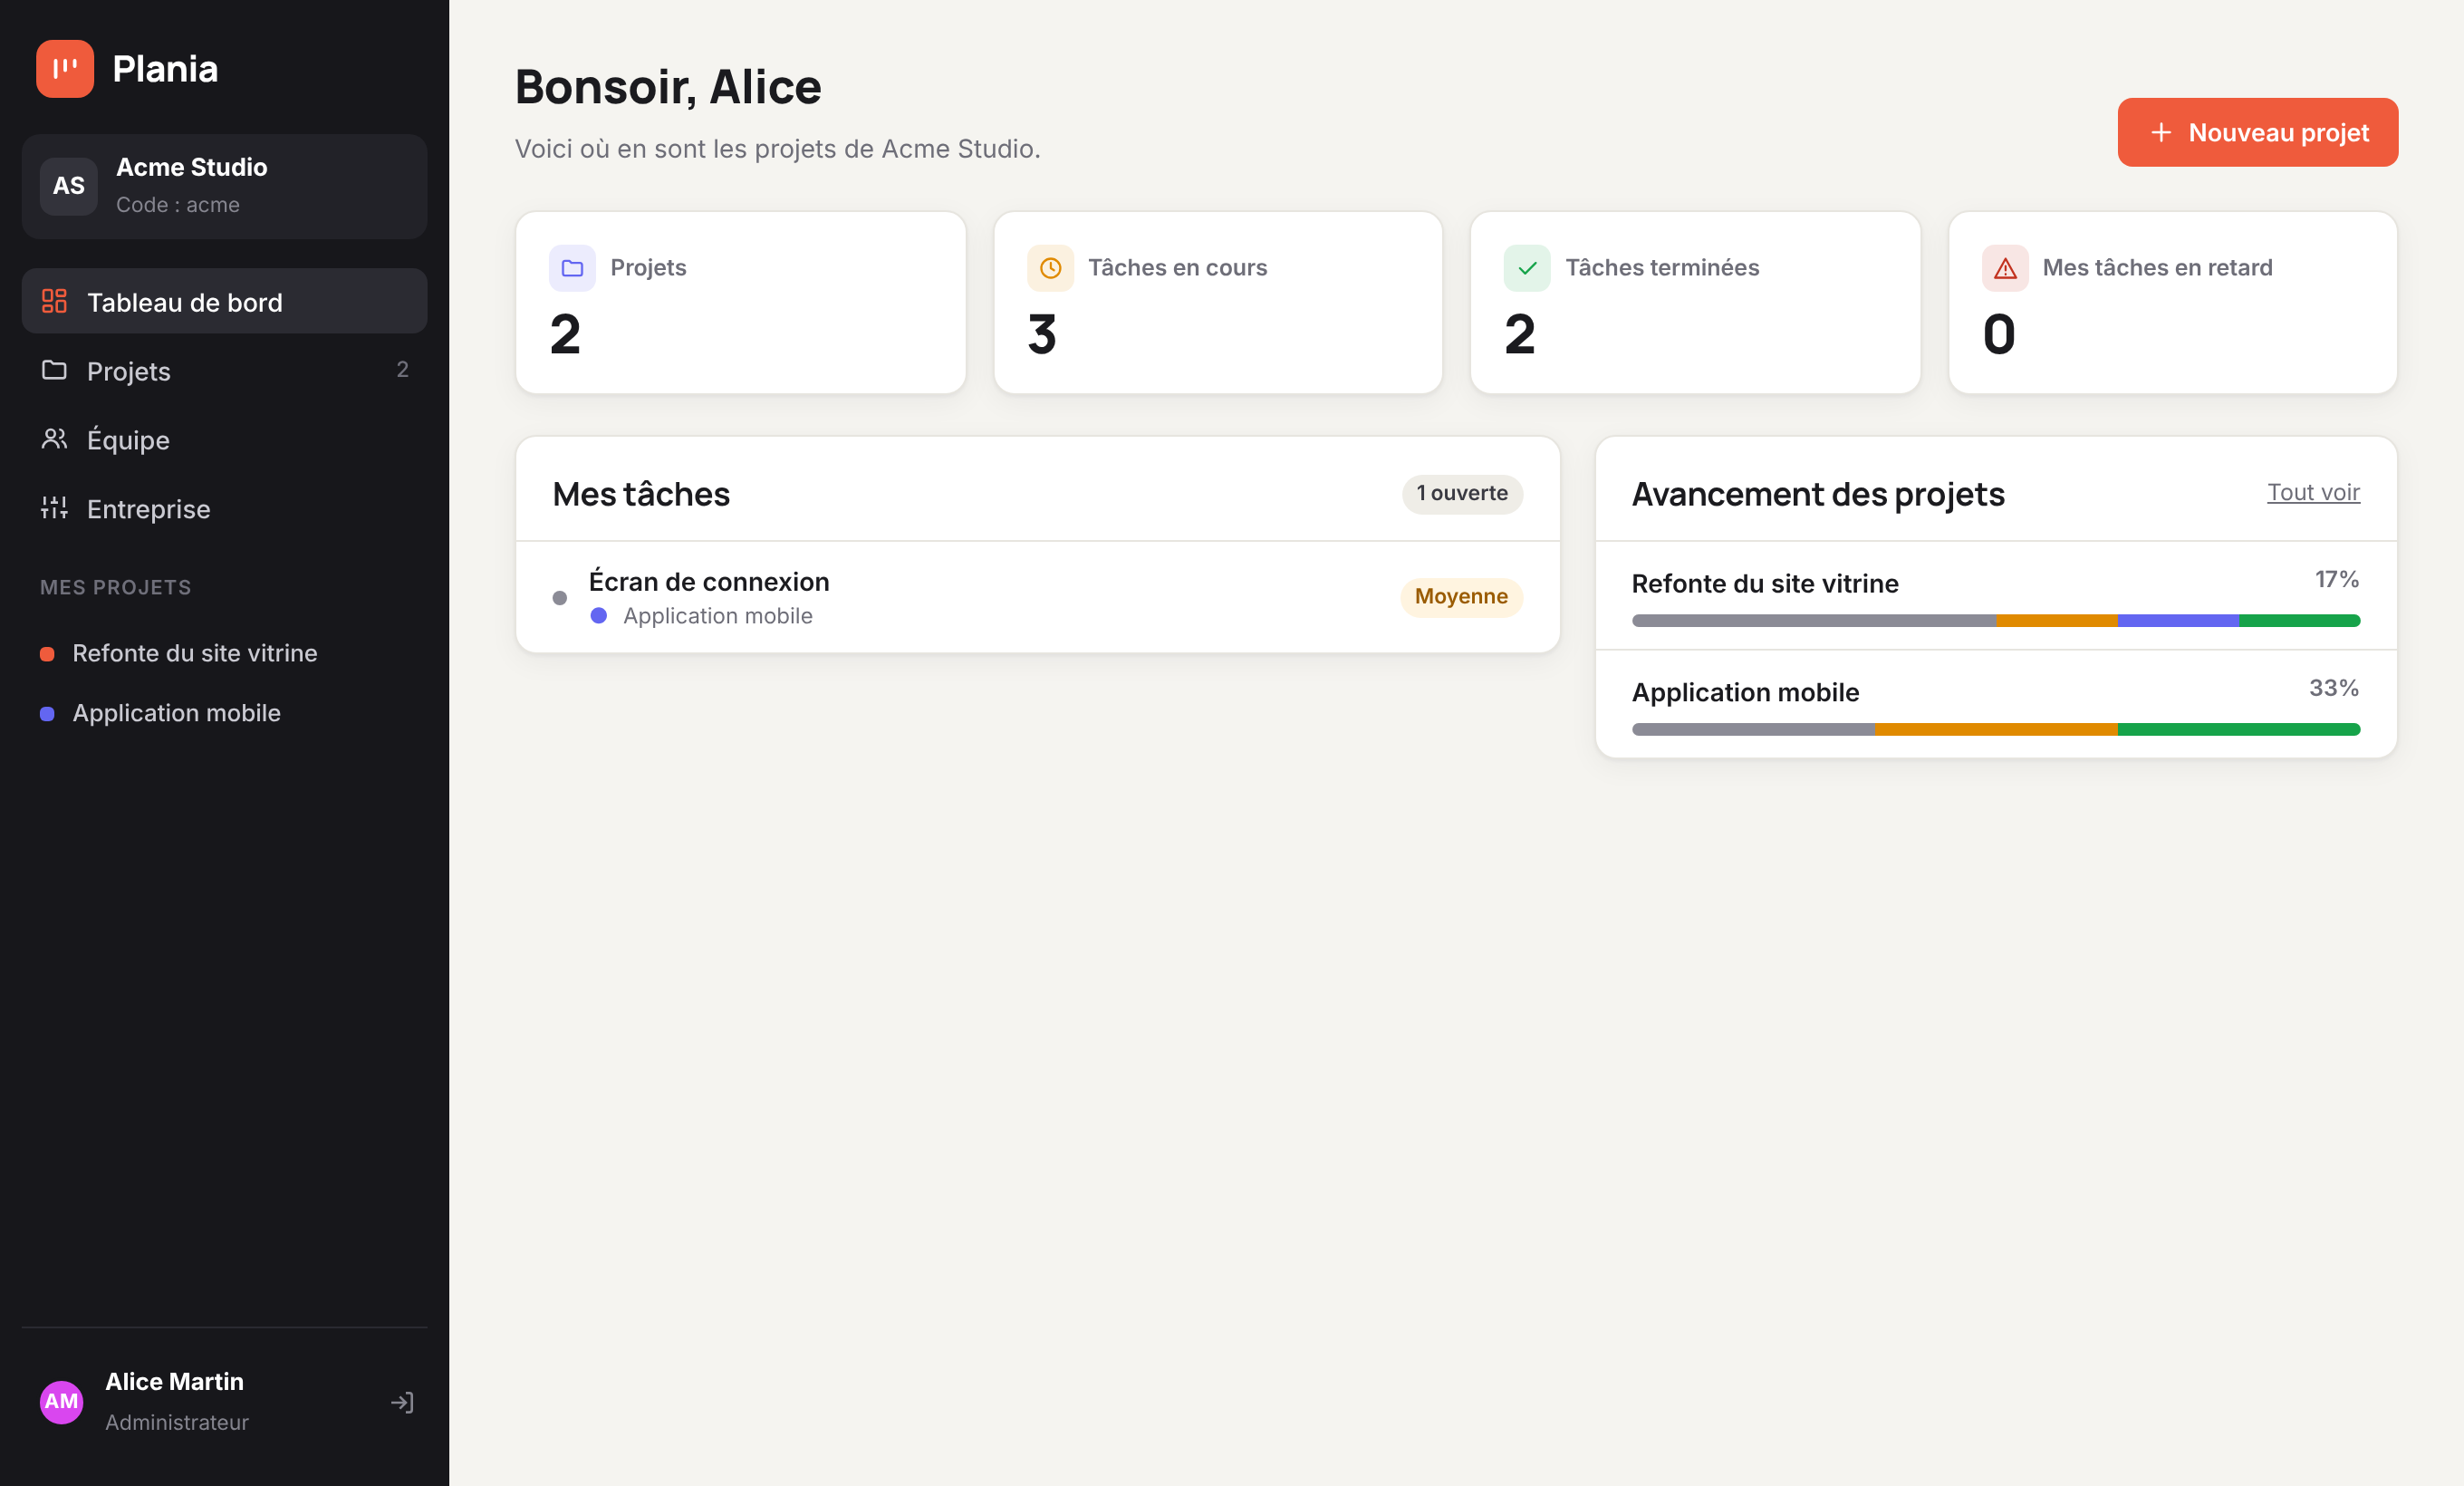 Plania
AS
Acme Studio
Code : acme
Tableau de bord
Projets 2
Équipe
Entreprise
MES PROJETS
Refonte du site vitrine
Application mobile
AM
Alice Martin
Administrateur
Bonsoir, Alice
Voici où en sont les projets de Acme Studio.
Nouveau projet
Projets
2
Tâches en cours
3
Tâches terminées
2
Mes tâches en retard
0
Mes tâches
1 ouverte
Écran de connexion
Application mobile
Moyenne
Avancement des projets
Tout voir
Refonte du site vitrine
17%
Application mobile
33%